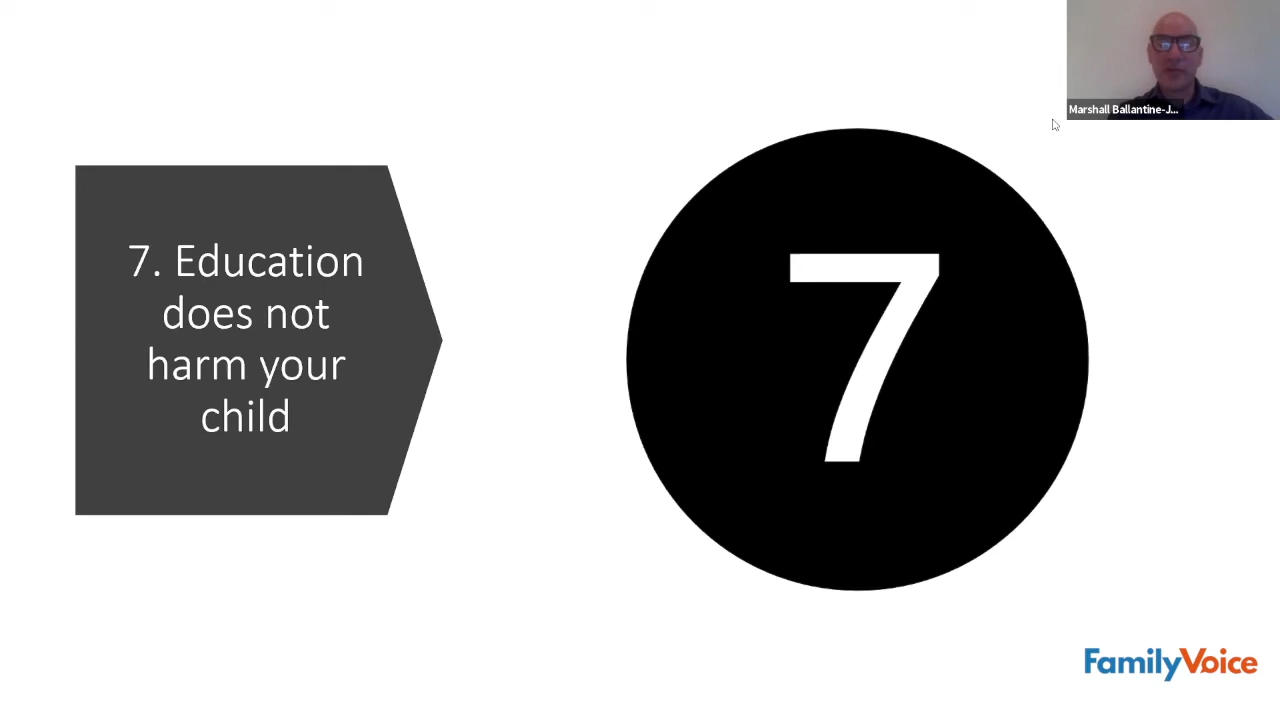 Marshall Ballantine-J...
7. Education
does not
harm your
child
7
FamilyVoice